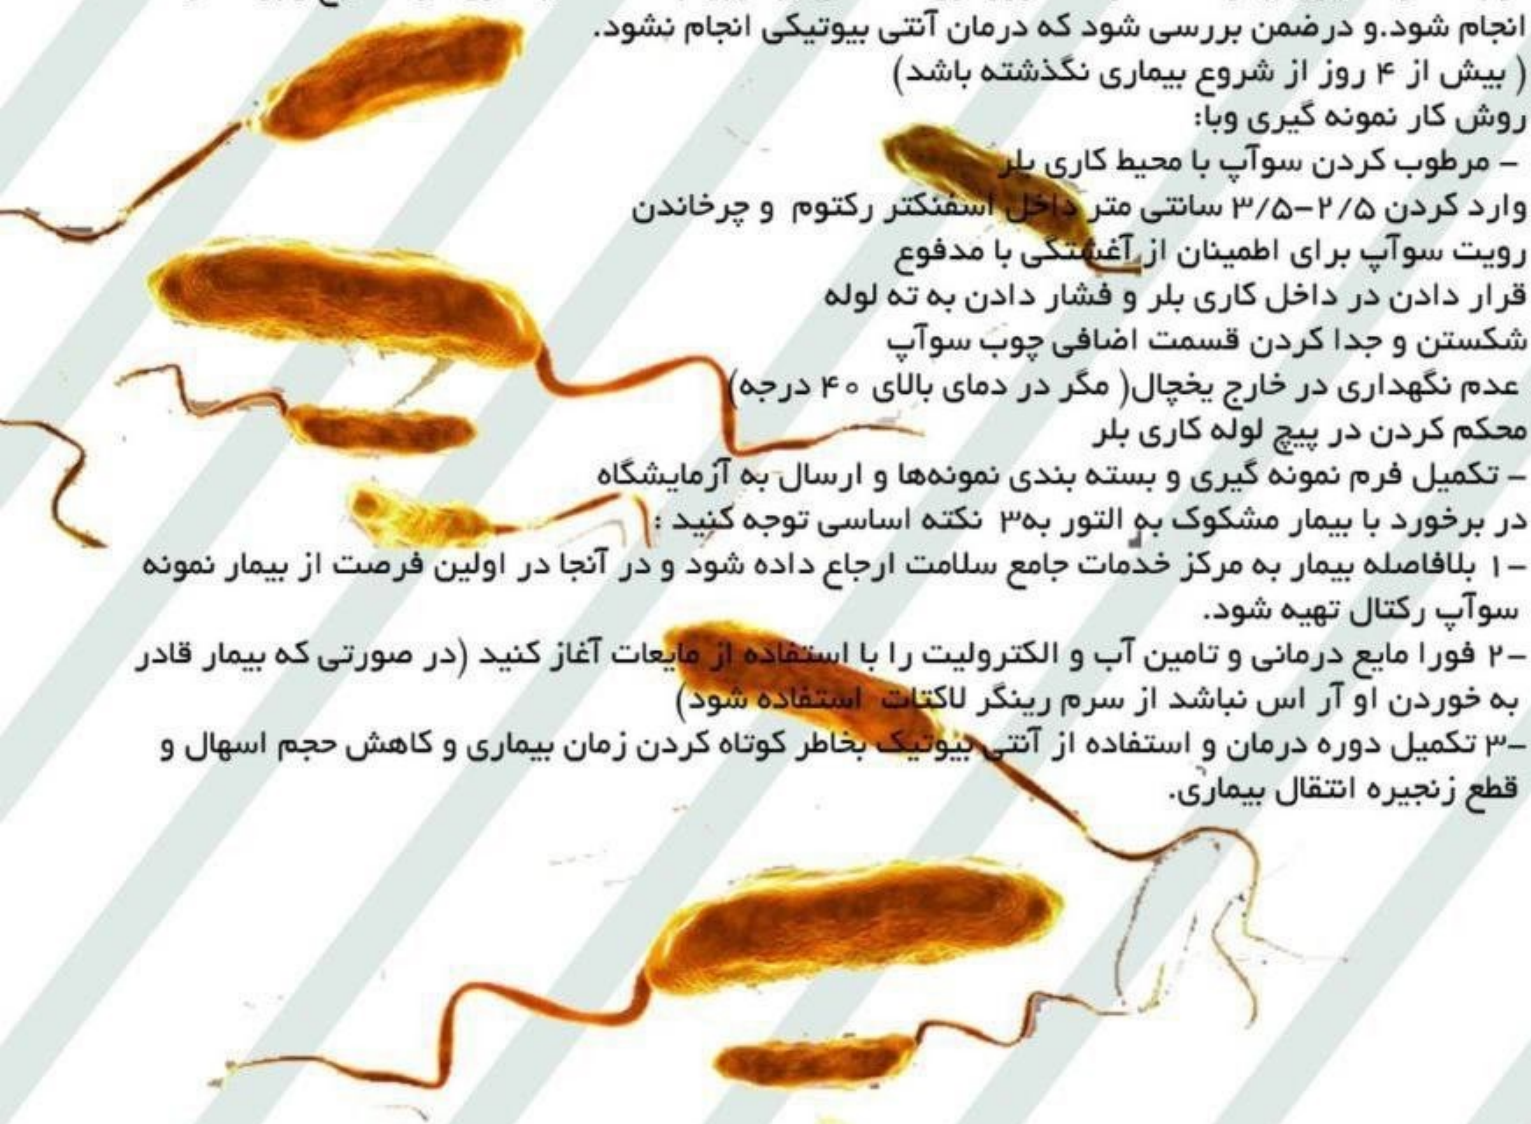 انجام شود.و درضمن بررسی شود که درمان آنتی بیوتیکی انجام نشود.
( بیش از ۴ روز از شروع بیماری نگذشته باشد)
روش کار نمونه گیری وبا:
- مرطوب کردن سوآپ با محیط کاری بلر
وارد کردن ۲/۵-۳/۵ سانتی متر داخل اسفنکتر رکتوم و چرخاندن
رویت سوآپ برای اطمینان از آغشتگی با مدفوع
قرار دادن در داخل کاری بلر و فشار دادن به ته لوله
شکستن و جدا کردن قسمت اضافی چوب سوآپ
عدم نگهداری در خارج یخچال( مگر در دمای بالای ۴۰ درجه)
محکم کردن در پیچ لوله کاری بلر
- تکمیل فرم نمونه گیری و بسته بندی نمونه‌ها و ارسال به آزمایشگاه
در برخورد با بیمار مشکوک به التور به۳ نکته اساسی توجه کنید :
۱- بلافاصله بیمار به مرکز خدمات جامع سلامت ارجاع داده شود و در آنجا در اولین فرصت از بیمار نمونه
سوآپ رکتال تهیه شود.
۲- فورا مایع درمانی و تامین آب و الکترولیت را با استفاده از مایعات آغاز کنید (در صورتی که بیمار قادر
به خوردن او آر اس نباشد از سرم رینگر لاکتات استفاده شود)
۳- تکمیل دوره درمان و استفاده از آنتی بیوتیک بخاطر کوتاه کردن زمان بیماری و کاهش حجم اسهال و
قطع زنجیره انتقال بیماری.